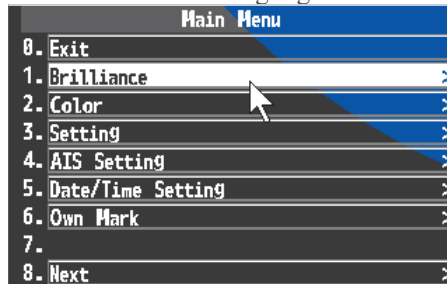 Main Menu
0. Exit
1. Brilliance >
2. Color >
3. Setting >
4. AIS Setting >
5. Date/Time Setting >
6. Own Mark >
7.
8. Next >